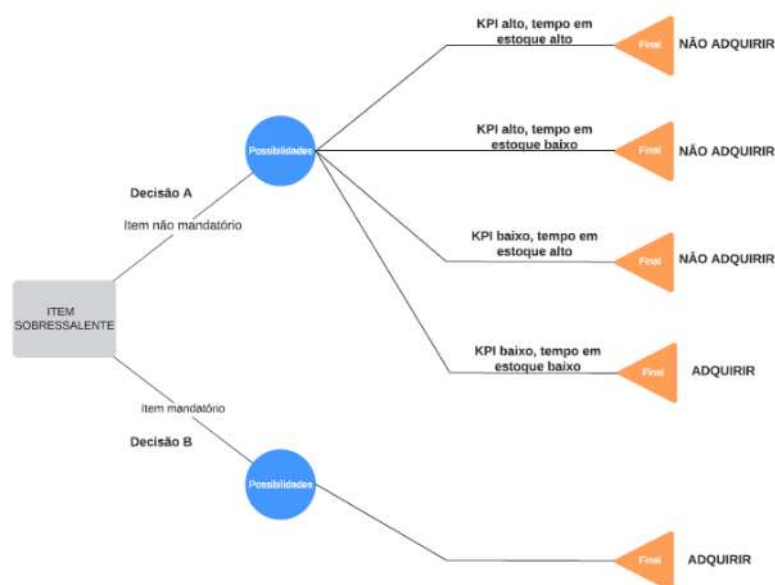 KPI alto, tempo em
estoque alto
Final
NÃO ADQUIRIR
KPI alto, tempo em
estoque baixo
Possibilidades
Final
NÃO ADQUIRIR
Decisão A
Item não mandatório
KPI baixo, tempo em
estoque alto
Final
NÃO ADQUIRIR
ITEM
SOBRESSALENTE
KPI baixo, tempo em
estoque baixo
Final
ADQUIRIR
Item mandatório
Decisão B
Possibilidades
Final
ADQUIRIR